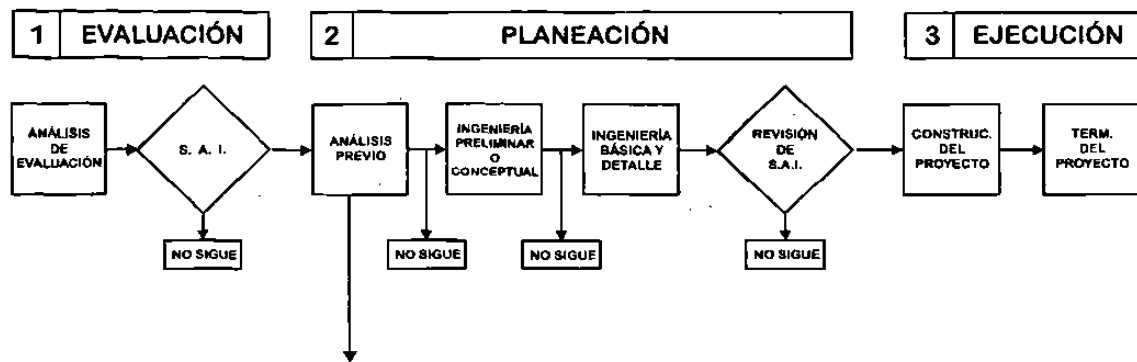 1 EVALUACIÓN
2 PLANEACIÓN
3 EJECUCIÓN
ANÁLISIS
DE
EVALUACIÓN
S. A. I.
NO SIGUE
ANÁLISIS
PREVIO
NO SIGUE
INGENIERÍA
PRELIMINAR
O
CONCEPTUAL
NO SIGUE
INGENIERÍA
BÁSICA Y
DETALLE
REVISIÓN
DE
S.A.I.
NO SIGUE
CONSTRUC.
DEL
PROYECTO
TERM.
DEL
PROYECTO